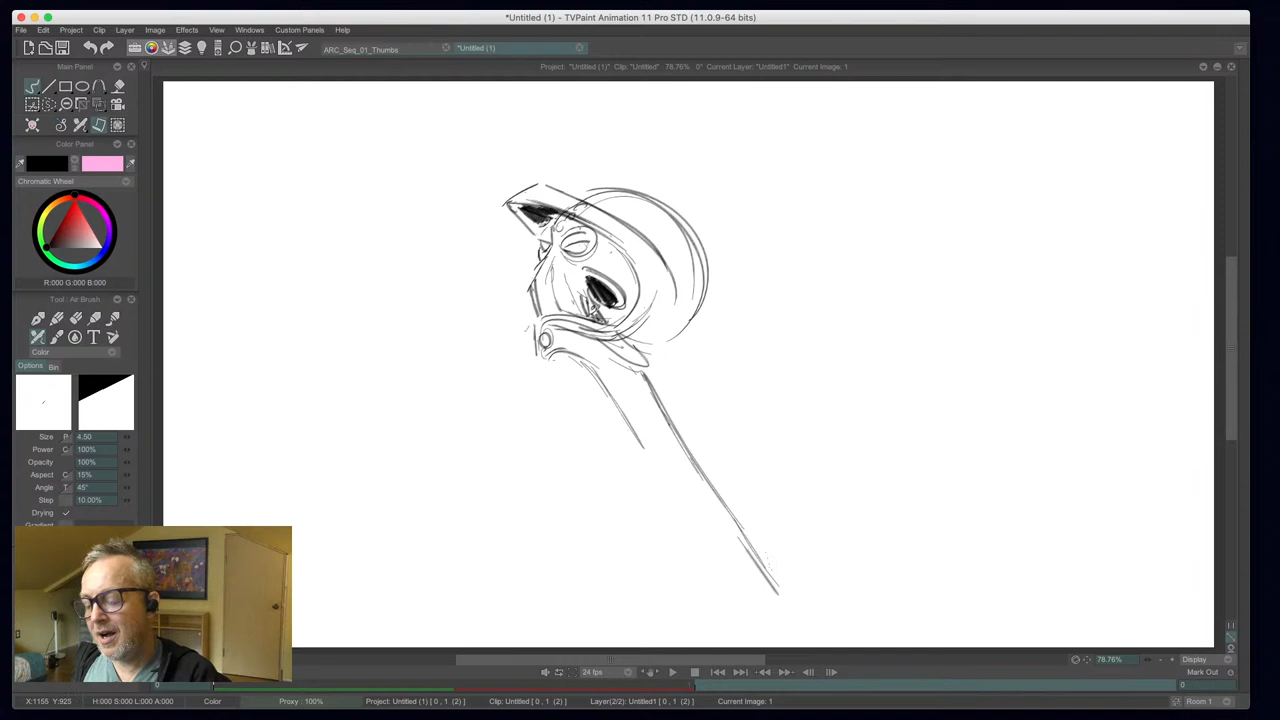 *Untitled (1) - TVPaint Animation 11 Pro STD (11.0.9-64 bits)
File Edit Project Clip Layer Image Effects View Windows Custom Panels Help
ARC_Seq_01_Thumbs *Untitled (1)
Main Panel
Project: "Untitled (1)" Clip: "Untitled" 78.76% 0° Current Layer: "Untitled1" Current Image: 1
Color Panel
Chromatic Wheel
R:000 G:000 B:000
Tool : Air Brush
T
Color
Options Bin
Size P 4.50
Power C 100%
Opacity 100%
Aspect C 15%
Angle T 45°
Step 10.00%
Drying
Gradient
24 fps
78.76%
Display
Mark Out
0 0
X:1155 Y:925 H:000 S:000 L:000 A:000 Color Proxy : 100% Project: Untitled (1) [ 0 , 1 (2) ] Clip: Untitled [ 0 , 1 (2) ] Layer(2/2): Untitled1 [ 0 , 1 (2) ] Current Image: 1 Room 1